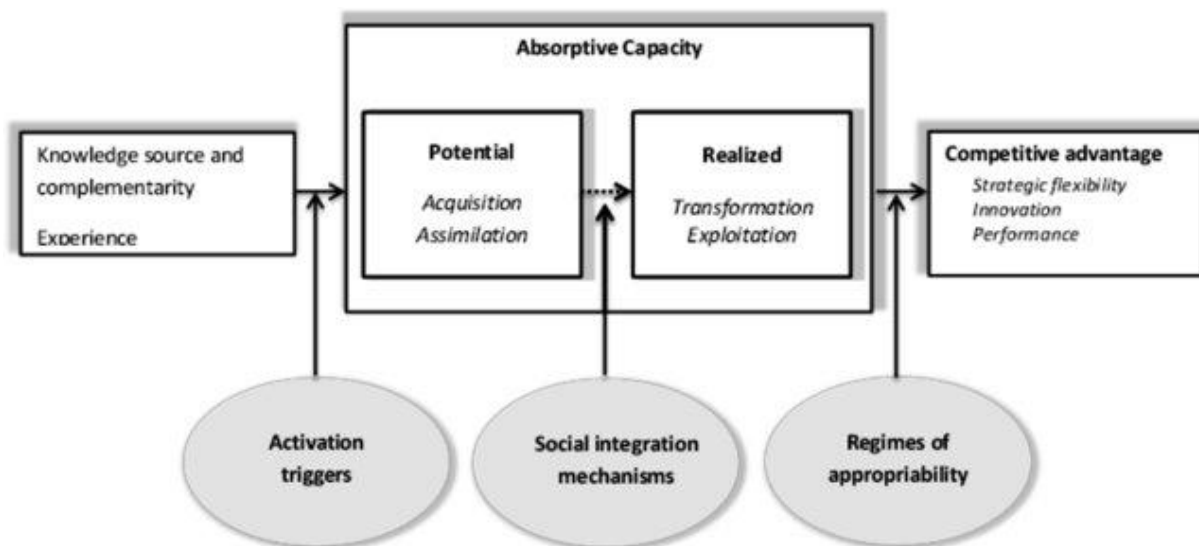 Absorptive Capacity
Knowledge source and
complementarity
Experience
Potential
Acquisition
Assimilation
Realized
Transformation
Exploitation
Competitive advantage
Strategic flexibility
Innovation
Performance
Activation
triggers
Social integration
mechanisms
Regimes of
appropriability